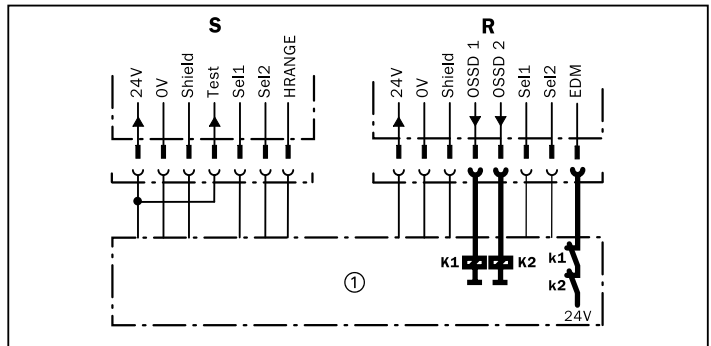 S R
24V 0V Shield Test Sel1 Sel2 HRANGE 24V 0V Shield OSSD 1 OSSD 2 Sel1 Sel2 EDM
K1 K2 k1
① k2
24V